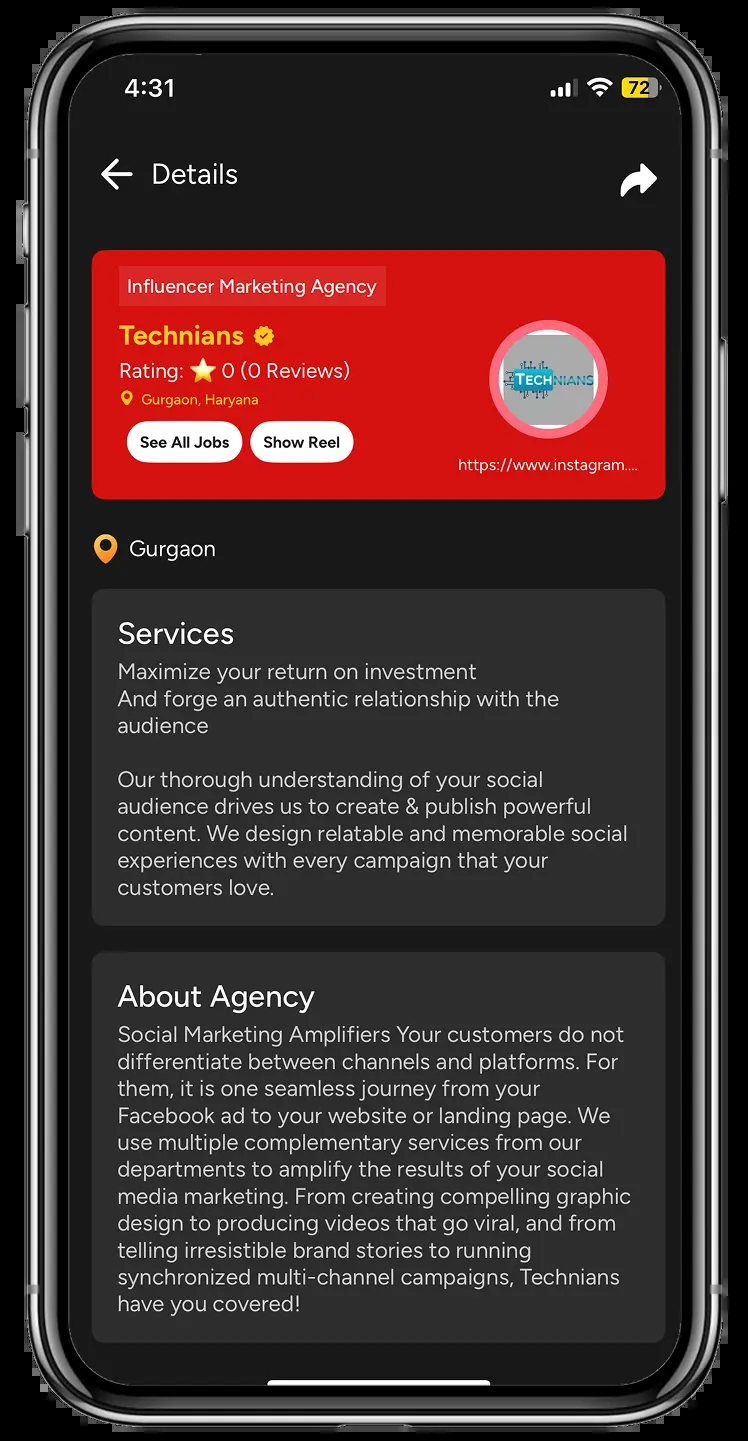 4:31
72
Details
Influencer Marketing Agency
Technians
Rating: ⭐ 0 (0 Reviews)
Gurgaon, Haryana
TECHNIANS
See All Jobs
Show Reel
https://www.instagram....
Gurgaon
Services
Maximize your return on investment
And forge an authentic relationship with the
audience
Our thorough understanding of your social
audience drives us to create & publish powerful
content. We design relatable and memorable social
experiences with every campaign that your
customers love.
About Agency
Social Marketing Amplifiers Your customers do not
differentiate between channels and platforms. For
them, it is one seamless journey from your
Facebook ad to your website or landing page. We
use multiple complementary services from our
departments to amplify the results of your social
media marketing. From creating compelling graphic
design to producing videos that go viral, and from
telling irresistible brand stories to running
synchronized multi-channel campaigns, Technians
have you covered!